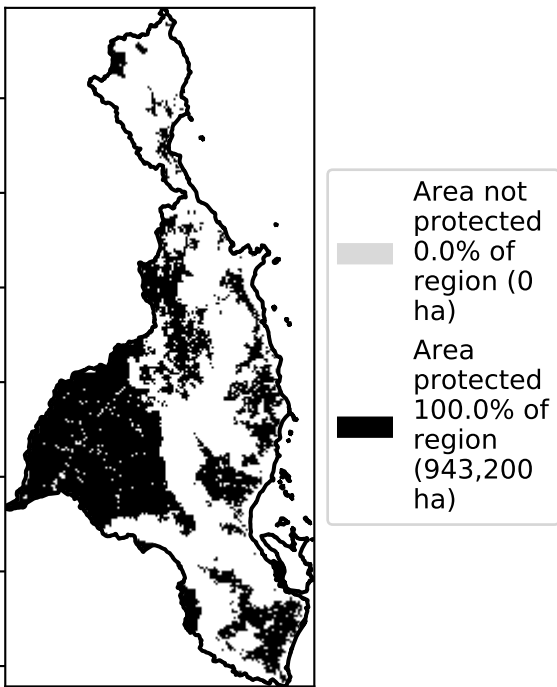 Area not
protected
0.0% of
region (0
ha)
Area
protected
100.0% of
region
(943,200
ha)